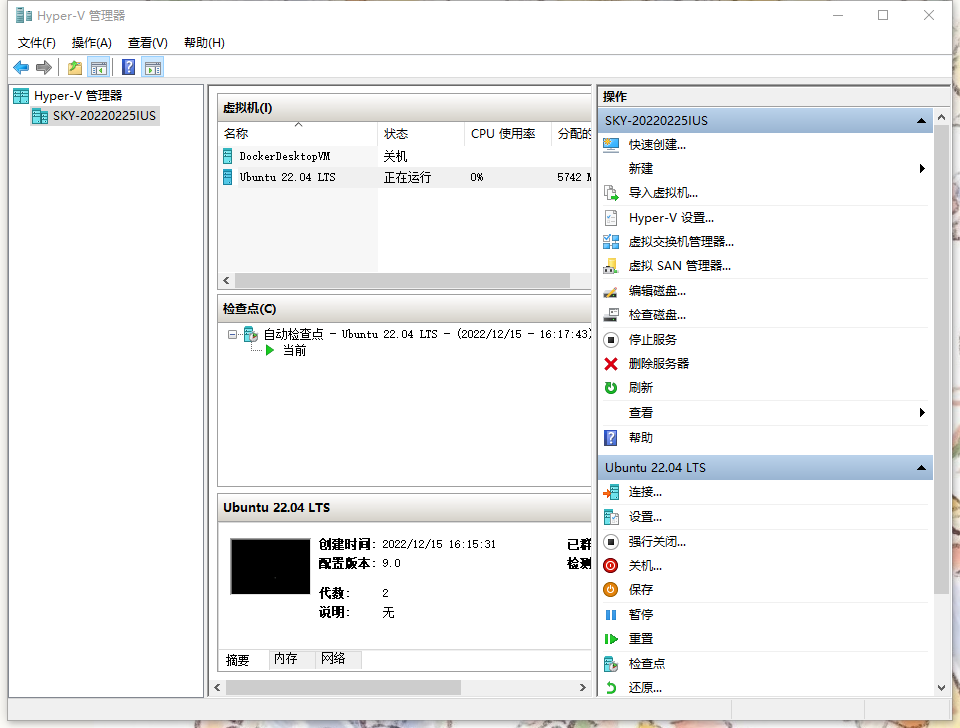 Hyper-V 管理器
文件(F) 操作(A) 查看(V) 帮助(H)
Hyper-V 管理器
SKY-20220225IUS
虚拟机(I)
名称 状态 CPU 使用率 分配的
DockerDesktopVM 关机
Ubuntu 22.04 LTS 正在运行 0% 5742 M
检查点(C)
自动检查点 - Ubuntu 22.04 LTS - (2022/12/15 - 16:17:43)
当前
Ubuntu 22.04 LTS
创建时间: 2022/12/15 16:15:31 已群
配置版本: 9.0 检测
代数: 2
说明: 无
摘要 内存 网络
操作
SKY-20220225IUS
快速创建...
新建
导入虚拟机...
Hyper-V 设置...
虚拟交换机管理器...
虚拟 SAN 管理器...
编辑磁盘...
检查磁盘...
停止服务
删除服务器
刷新
查看
帮助
Ubuntu 22.04 LTS
连接...
设置...
强行关闭...
关机...
保存
暂停
重置
检查点
还原...